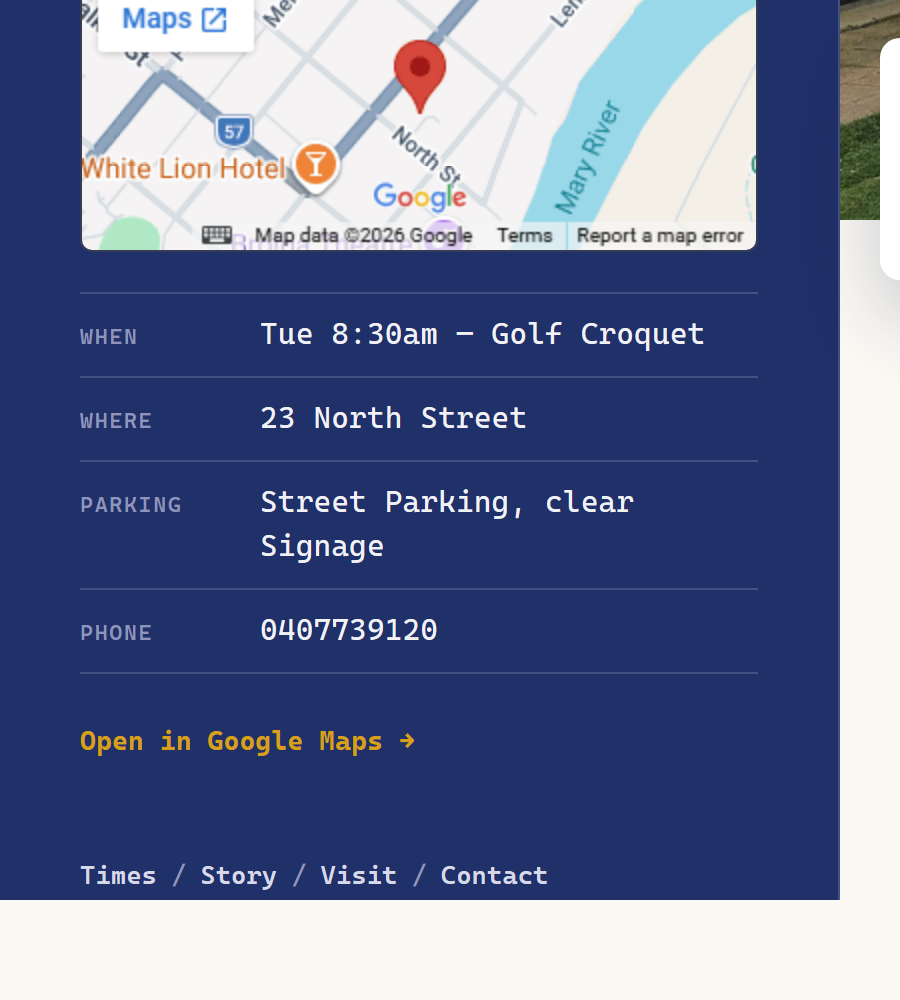 Maps
57
White Lion Hotel
North St
Mary River
Google
Map data ©2026 Google
Terms
Report a map error
WHEN
Tue 8:30am – Golf Croquet
WHERE
23 North Street
PARKING
Street Parking, clear
Signage
PHONE
0407739120
Open in Google Maps →
Times / Story / Visit / Contact